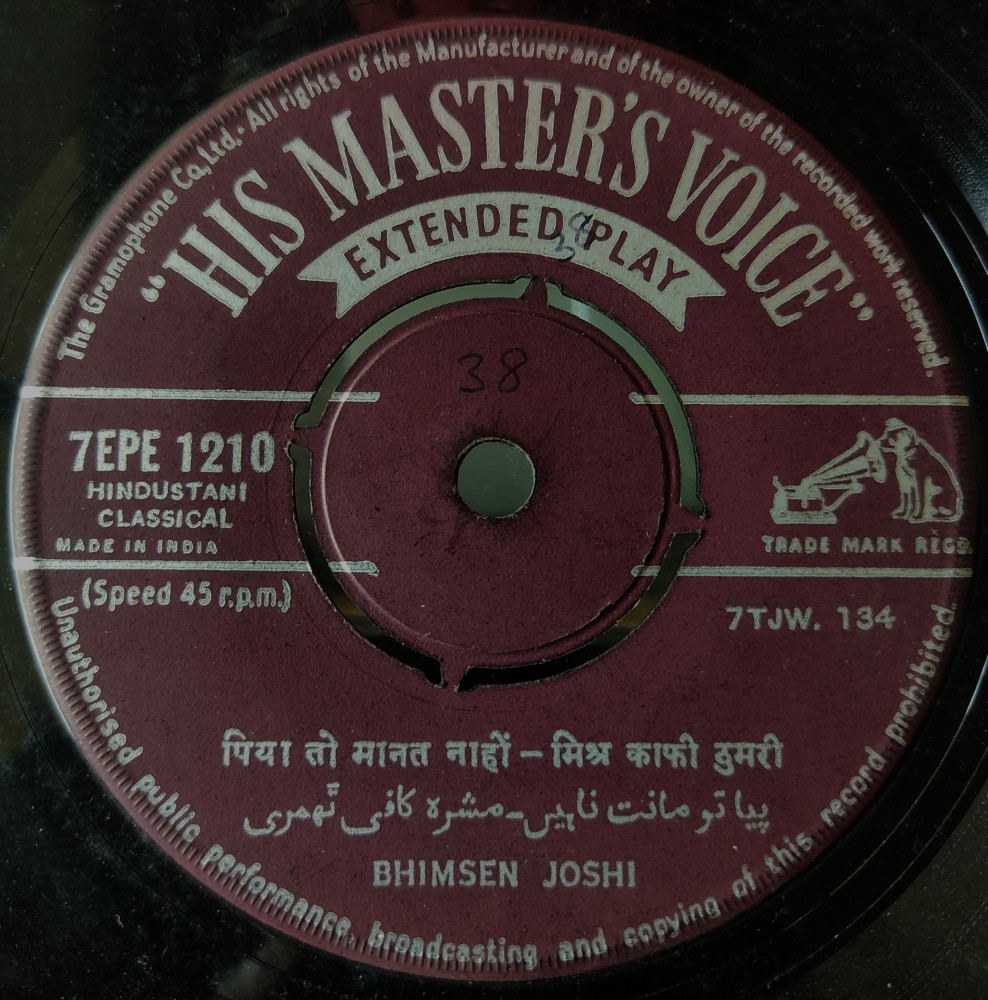 The Gramophone Co., Ltd. · All rights of the Manufacturer and of the owner of the recorded work reserved.
“HIS MASTER'S VOICE”
EXTENDED PLAY
38
38
7EPE 1210
HINDUSTANI
CLASSICAL
MADE IN INDIA
TRADE MARK REGD.
(Speed 45 r.p.m.)
7TJW. 134
पिया तो मानत नाहीं – मिश्र काफी ठुमरी
پیا تو مانت ناہیں ۔ مشرہ کافی ٹھمری
BHIMSEN JOSHI
Unauthorised public performance, broadcasting and copying of this record prohibited.